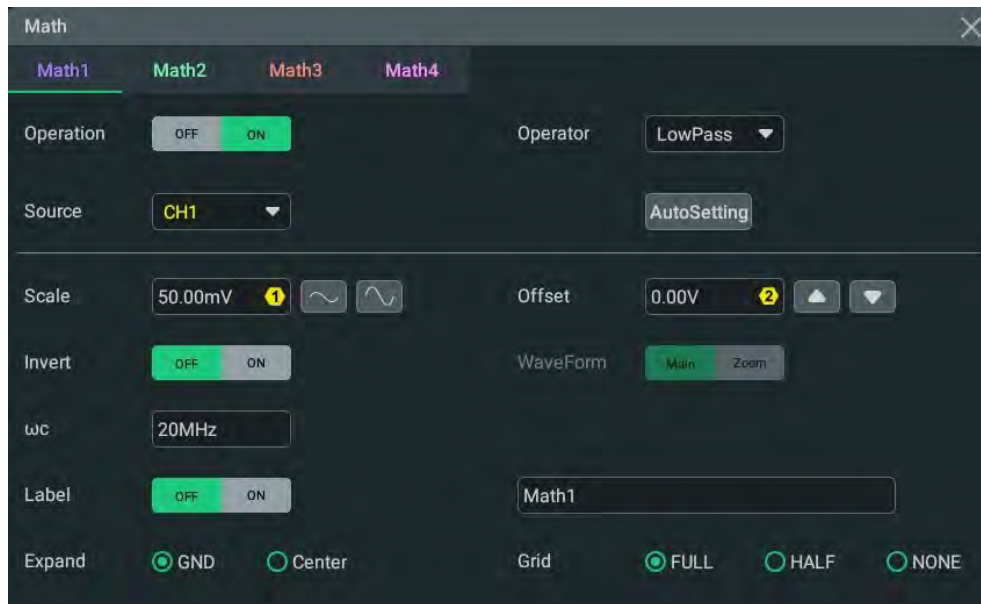 Math
Math1 Math2 Math3 Math4
Operation OFF ON Operator LowPass
Source CH1 AutoSetting
Scale 50.00mV 1 Offset 0.00V 2
Invert OFF ON WaveForm Main Zoom
ωc 20MHz
Label OFF ON Math1
Expand GND Center Grid FULL HALF NONE